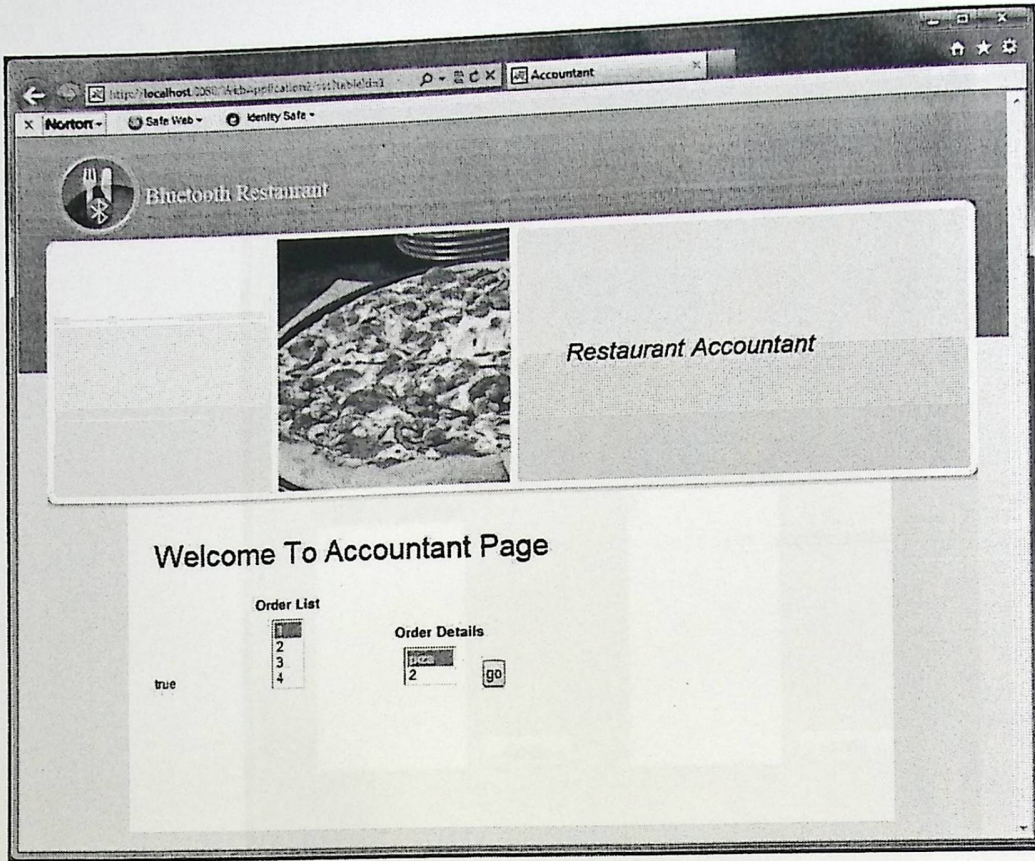 Accountant
Norton
Safe Web
Identity Safe
Bluetooth Restaurant
Restaurant Accountant
Welcome To Accountant Page
Order List
1
2
3
4
Order Details
2
go
true